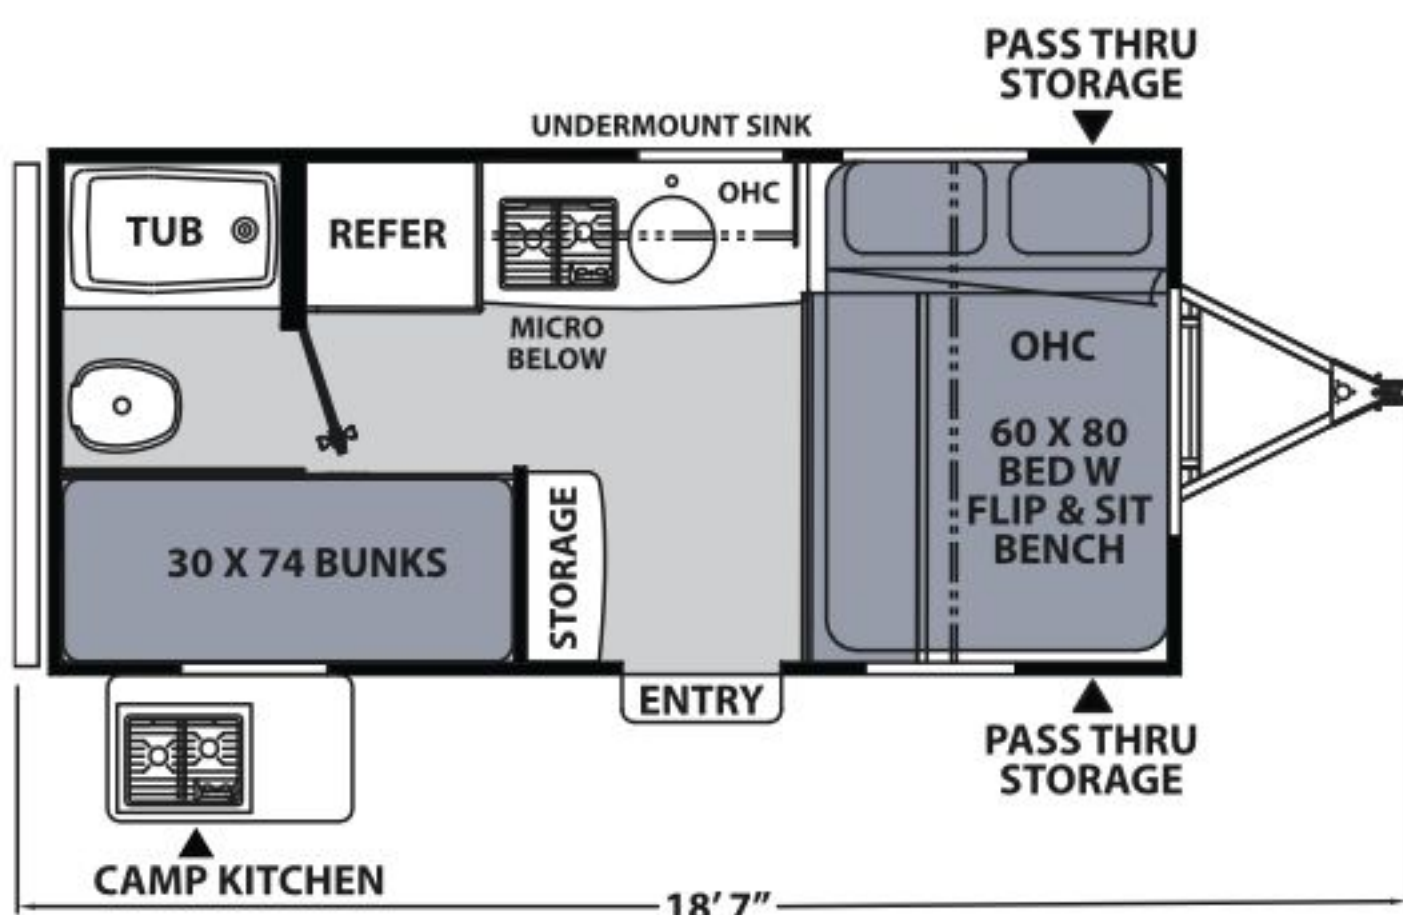 PASS THRU
STORAGE
UNDERMOUNT SINK
TUB
REFER
OHC
MICRO
BELOW
OHC
60 X 80
BED W
FLIP & SIT
BENCH
30 X 74 BUNKS
STORAGE
ENTRY
PASS THRU
STORAGE
CAMP KITCHEN
18' 7"